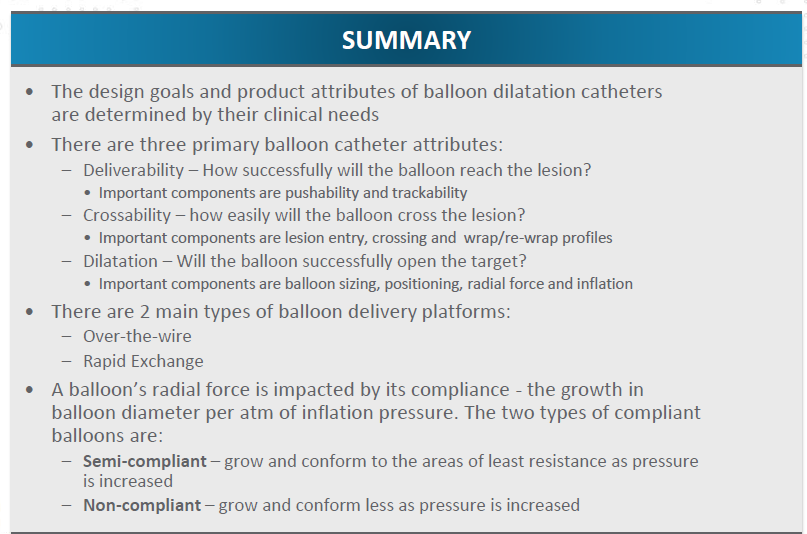 SUMMARY
• The design goals and product attributes of balloon dilatation catheters
are determined by their clinical needs
• There are three primary balloon catheter attributes:
– Deliverability – How successfully will the balloon reach the lesion?
• Important components are pushability and trackability
– Crossability – how easily will the balloon cross the lesion?
• Important components are lesion entry, crossing and  wrap/re-wrap profiles
– Dilatation – Will the balloon successfully open the target?
• Important components are balloon sizing, positioning, radial force and inflation
• There are 2 main types of balloon delivery platforms:
– Over-the-wire
– Rapid Exchange
• A balloon’s radial force is impacted by its compliance - the growth in
balloon diameter per atm of inflation pressure. The two types of compliant
balloons are:
– Semi-compliant – grow and conform to the areas of least resistance as pressure
is increased
– Non-compliant – grow and conform less as pressure is increased